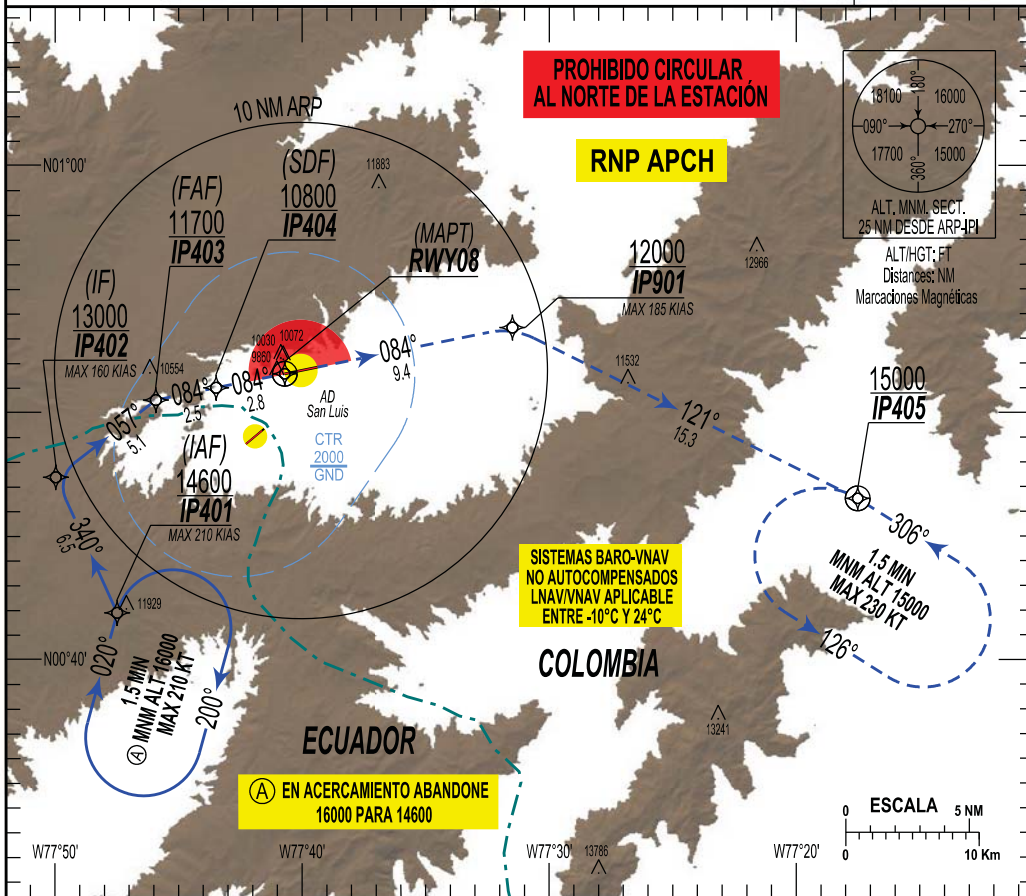 PROHIBIDO CIRCULAR
AL NORTE DE LA ESTACIÓN
RNP APCH
18100
180°
16000
090°
270°
17700
360°
15000
ALT. MNM. SECT.
25 NM DESDE ARP-IPI
ALT/HGT: FT
Distances: NM
Marcaciones Magnéticas
10 NM ARP
N01°00'
11883
(SDF)
10800
IP404
(FAF)
11700
IP403
(MAPT)
RWY08
(IF)
13000
IP402
MAX 160 KIAS
12000
IP901
MAX 185 KIAS
12966
10554
10030
10072
9860
084°
9.4
11532
15000
IP405
057°
5.1
084°
2.5
084°
2.8
AD
San Luis
CTR
2000
GND
121°
15.3
(IAF)
14600
IP401
MAX 210 KIAS
340°
6.5
11929
306°
1.5 MIN
MNM ALT 15000
MAX 230 KT
126°
SISTEMAS BARO-VNAV
NO AUTOCOMPENSADOS
LNAV/VNAV APLICABLE
ENTRE -10°C Y 24°C
N00°40'
020°
1.5 MIN
A MNM ALT 16000
MAX 210 KT
200°
COLOMBIA
13241
ECUADOR
A EN ACERCAMIENTO ABANDONE
16000 PARA 14600
0 ESCALA 5 NM
0 10 Km
W77°50'
W77°40'
W77°30'
W77°20'
13786